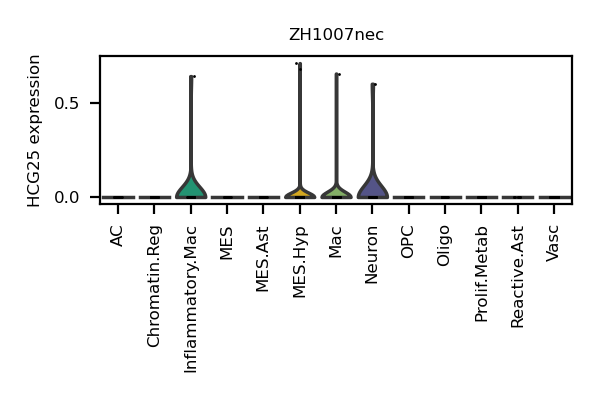 ZH1007nec
HCG25 expression
0.5
0.0
AC
Chromatin.Reg
Inflammatory.Mac
MES
MES.Ast
MES.Hyp
Mac
Neuron
OPC
Oligo
Prolif.Metab
Reactive.Ast
Vasc